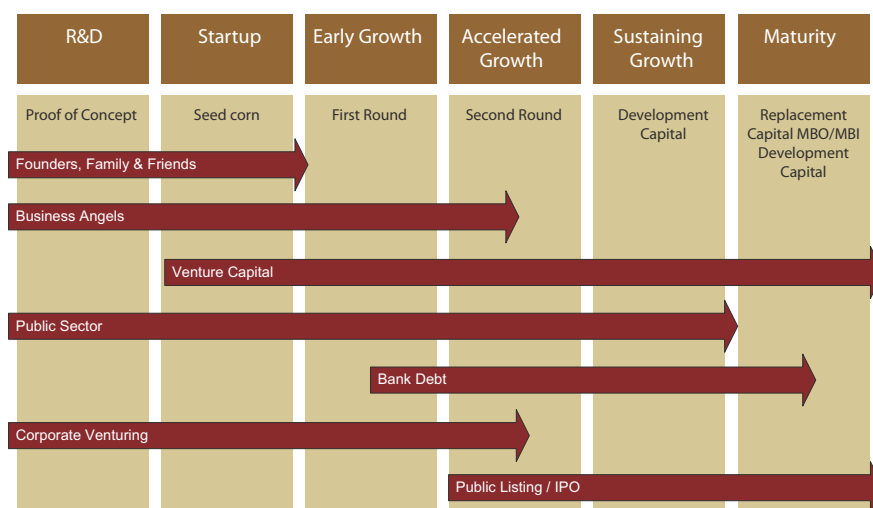 R&D
Startup
Early Growth
Accelerated
Growth
Sustaining
Growth
Maturity
Proof of Concept
Seed corn
First Round
Second Round
Development
Capital
Replacement
Capital MBO/MBI
Development
Capital
Founders, Family & Friends
Business Angels
Venture Capital
Public Sector
Bank Debt
Corporate Venturing
Public Listing / IPO